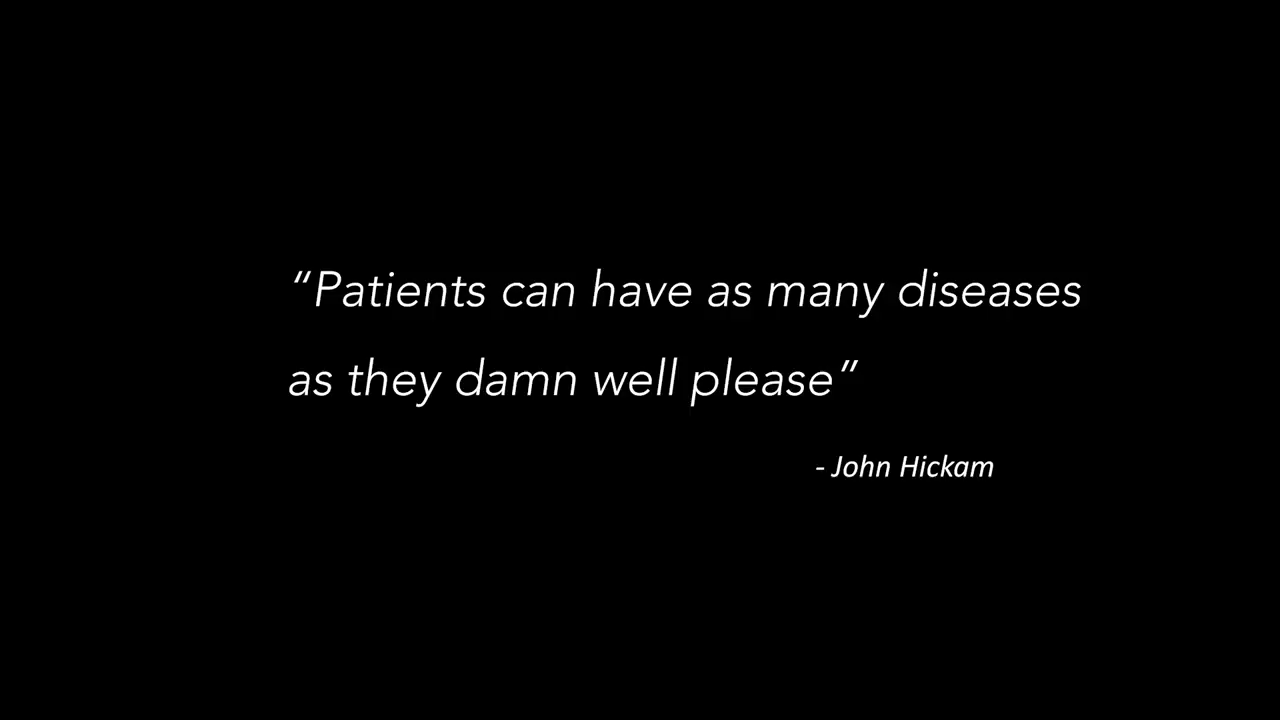 “Patients can have as many diseases
as they damn well please”
- John Hickam